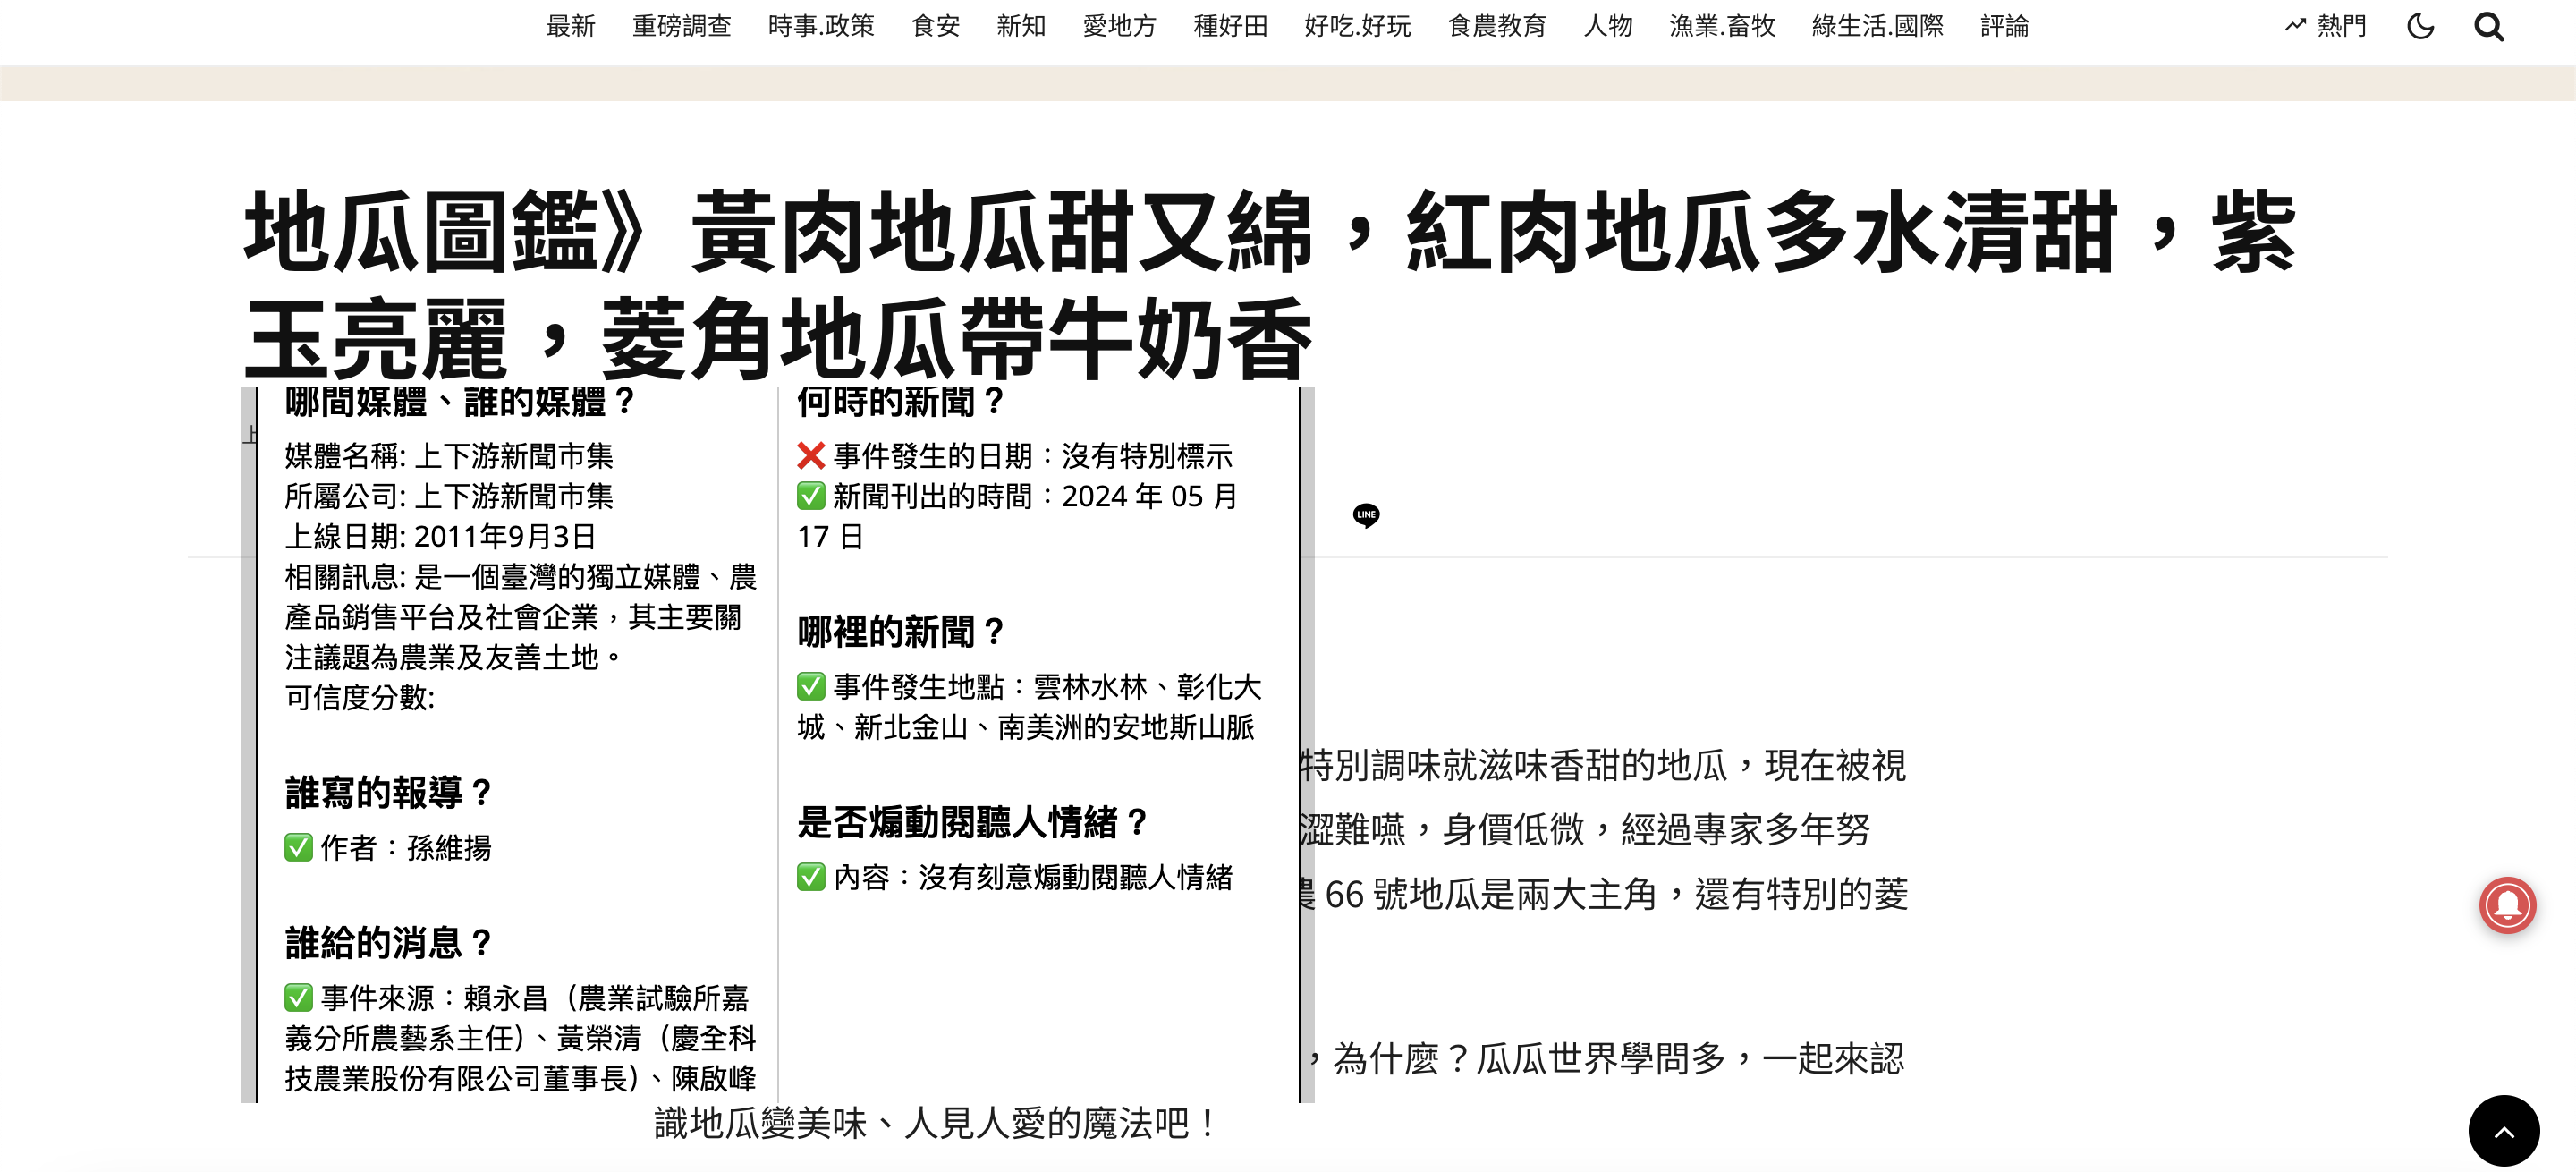 最新 重磅調查 時事.政策 食安 新知 愛地方 種好田 好吃.好玩 食農教育 人物 漁業.畜牧 綠生活.國際 評論 熱門
地瓜圖鑑》黃肉地瓜甜又綿，紅肉地瓜多水清甜，紫
玉亮麗，菱角地瓜帶牛奶香
哪間媒體、誰的媒體？
媒體名稱: 上下游新聞市集
所屬公司: 上下游新聞市集
上線日期: 2011年9月3日
相關訊息: 是一個臺灣的獨立媒體、農
產品銷售平台及社會企業，其主要關
注議題為農業及友善土地。
可信度分數:
誰寫的報導？
✅ 作者：孫維揚
誰給的消息？
✅ 事件來源：賴永昌（農業試驗所嘉
義分所農藝系主任）、黃榮清（慶全科
技農業股份有限公司董事長）、陳啟峰
何時的新聞？
❌ 事件發生的日期：沒有特別標示
✅ 新聞刊出的時間：2024 年 05 月
17 日
哪裡的新聞？
✅ 事件發生地點：雲林水林、彰化大
城、新北金山、南美洲的安地斯山脈
是否煽動閱聽人情緒？
✅ 內容：沒有刻意煽動閱聽人情緒
LINE
特別調味就滋味香甜的地瓜，現在被視
澀難嚥，身價低微，經過專家多年努
66 號地瓜是兩大主角，還有特別的菱
，為什麼？瓜瓜世界學問多，一起來認
識地瓜變美味、人見人愛的魔法吧！